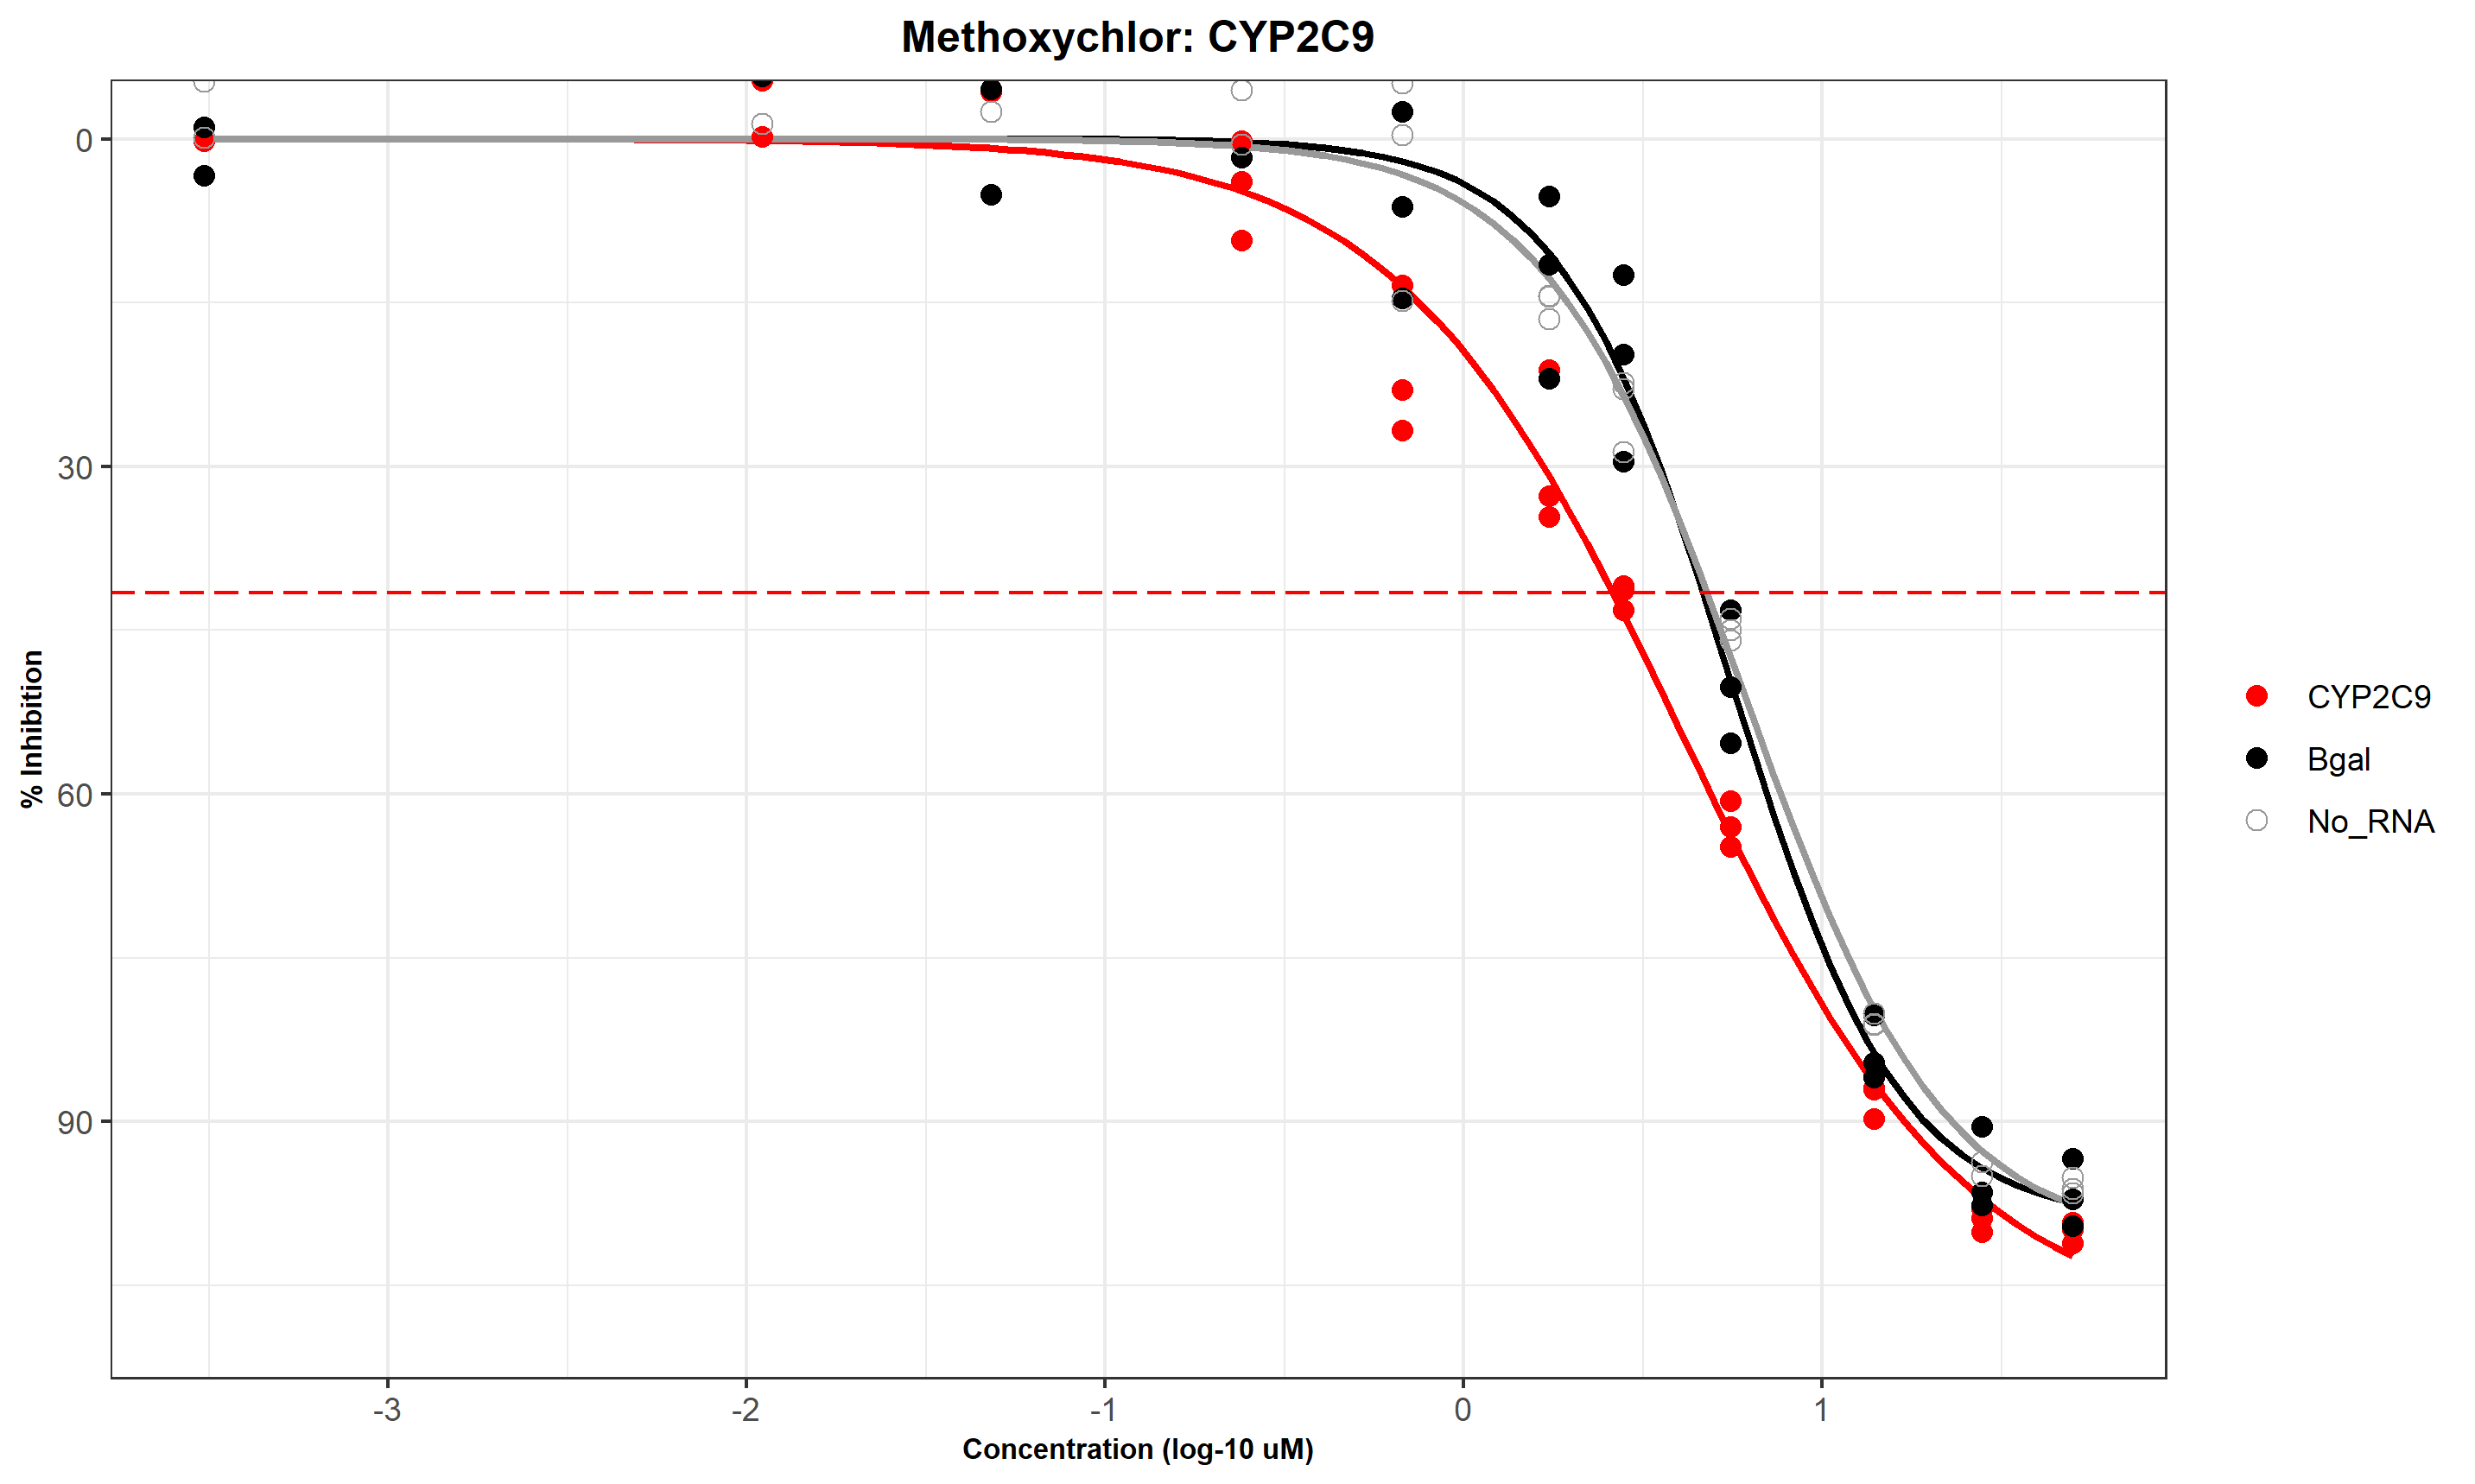 Methoxychlor: CYP2C9
% Inhibition
0
30
60
90
-3
-2
-1
0
1
Concentration (log-10 uM)
CYP2C9
Bgal
No_RNA